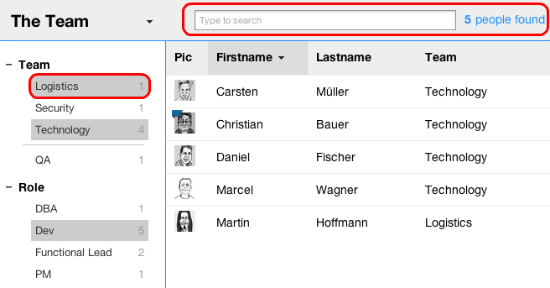 The Team
Type to search 5 people found
Team
Logistics 1
Security 1
Technology 4
QA 1
Role
DBA 1
Dev 5
Functional Lead 2
PM 1
Pic Firstname Lastname Team
Carsten Müller Technology
Christian Bauer Technology
Daniel Fischer Technology
Marcel Wagner Technology
Martin Hoffmann Logistics